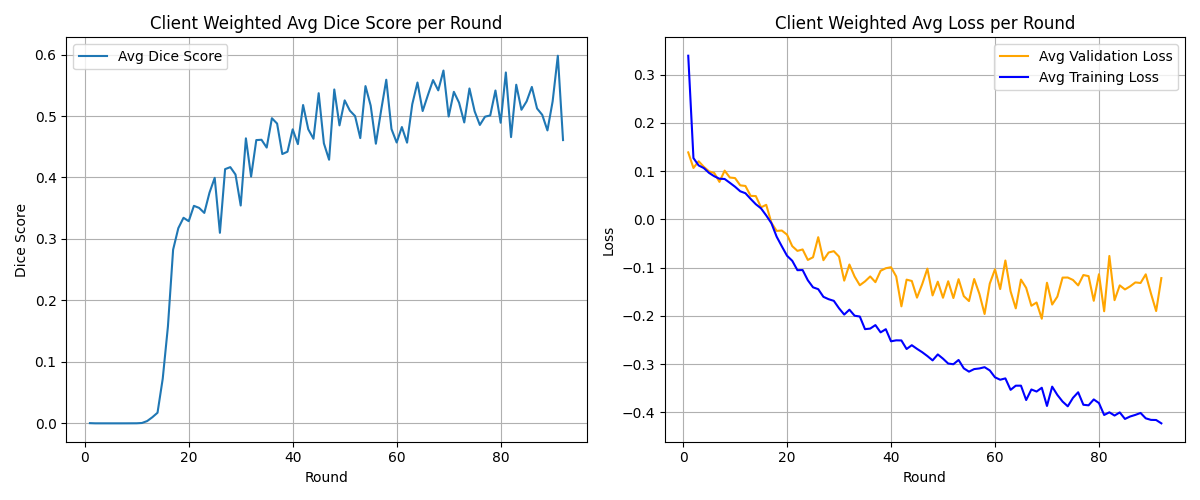 Client Weighted Avg Dice Score per Round
Avg Dice Score
Dice Score
0.6
0.5
0.4
0.3
0.2
0.1
0.0
0 20 40 60 80
Round
Client Weighted Avg Loss per Round
Avg Validation Loss
Avg Training Loss
Loss
0.3
0.2
0.1
0.0
−0.1
−0.2
−0.3
−0.4
0 20 40 60 80
Round